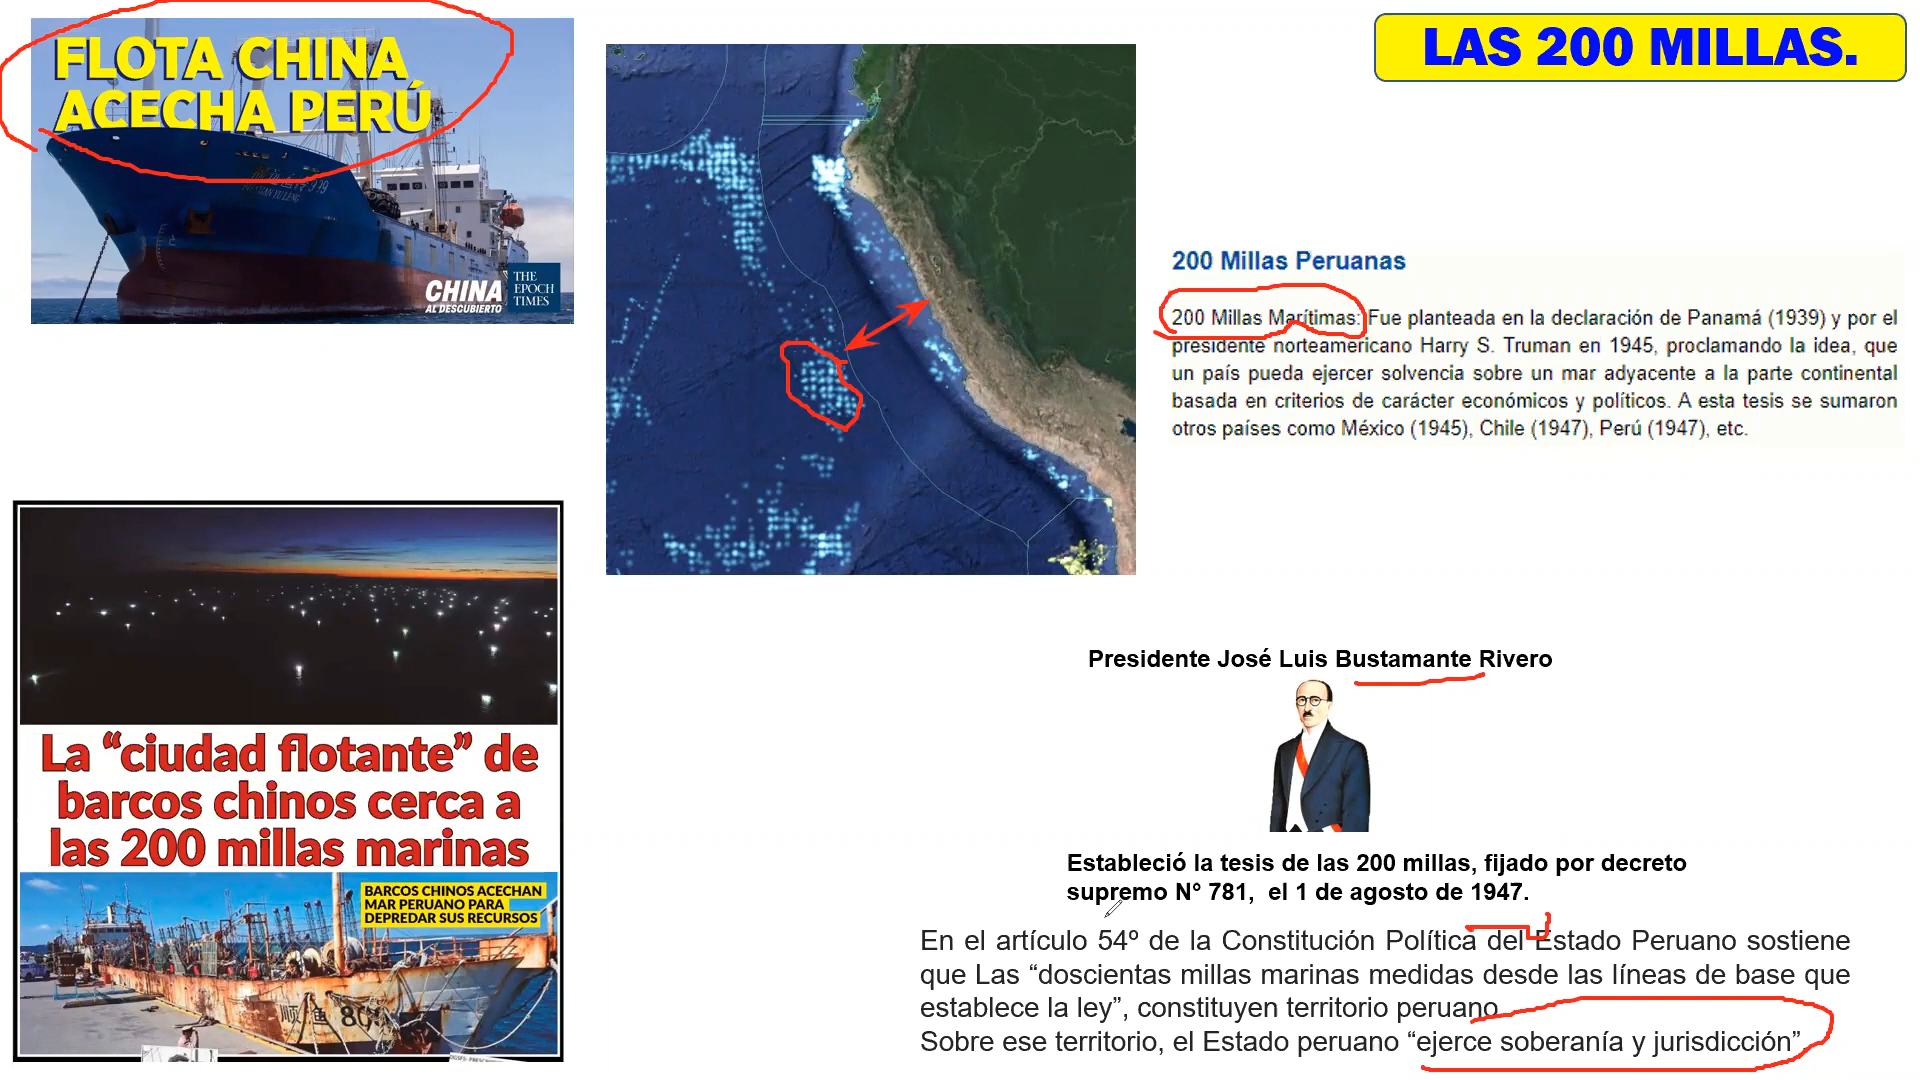 FLOTA CHINA
ACECHA PERÚ
CHINA
AL DESCUBIERTO
THE
EPOCH
TIMES
LAS 200 MILLAS.
200 Millas Peruanas
200 Millas Marítimas: Fue planteada en la declaración de Panamá (1939) y por el
presidente norteamericano Harry S. Truman en 1945, proclamando la idea, que
un país pueda ejercer solvencia sobre un mar adyacente a la parte continental
basada en criterios de carácter económicos y políticos. A esta tesis se sumaron
otros países como México (1945), Chile (1947), Perú (1947), etc.
La “ciudad flotante” de
barcos chinos cerca a
las 200 millas marinas
BARCOS CHINOS ACECHAN
MAR PERUANO PARA
DEPREDAR SUS RECURSOS
80
Presidente José Luis Bustamante Rivero
Estableció la tesis de las 200 millas, fijado por decreto
supremo N° 781, el 1 de agosto de 1947.
En el artículo 54º de la Constitución Política del Estado Peruano sostiene
que Las “doscientas millas marinas medidas desde las líneas de base que
establece la ley”, constituyen territorio peruano
Sobre ese territorio, el Estado peruano “ejerce soberanía y jurisdicción”